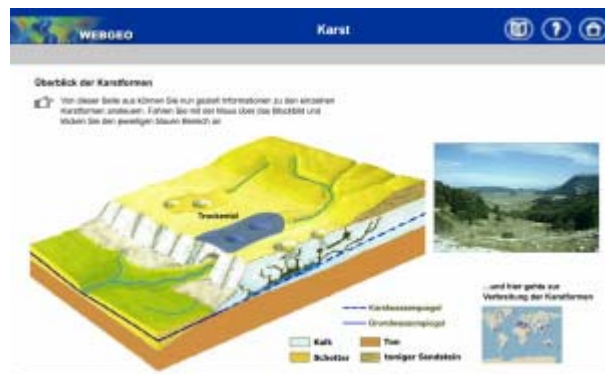 WEBGEO
Karst
Überblick der Karstformen
Von dieser Seite aus können Sie nun gezielt Informationen zu den einzelnen
Karstformen ansteuern. Fahren Sie mit der Maus über das Blockbild und
klicken Sie den jeweiligen blauen Bereich an
Trockental
...und hier gehts zur
Verbreitung der Karstformen
Karstwasserspiegel
Grundwasserspiegel
Kalk
Ton
Schotter
toniger Sandstein